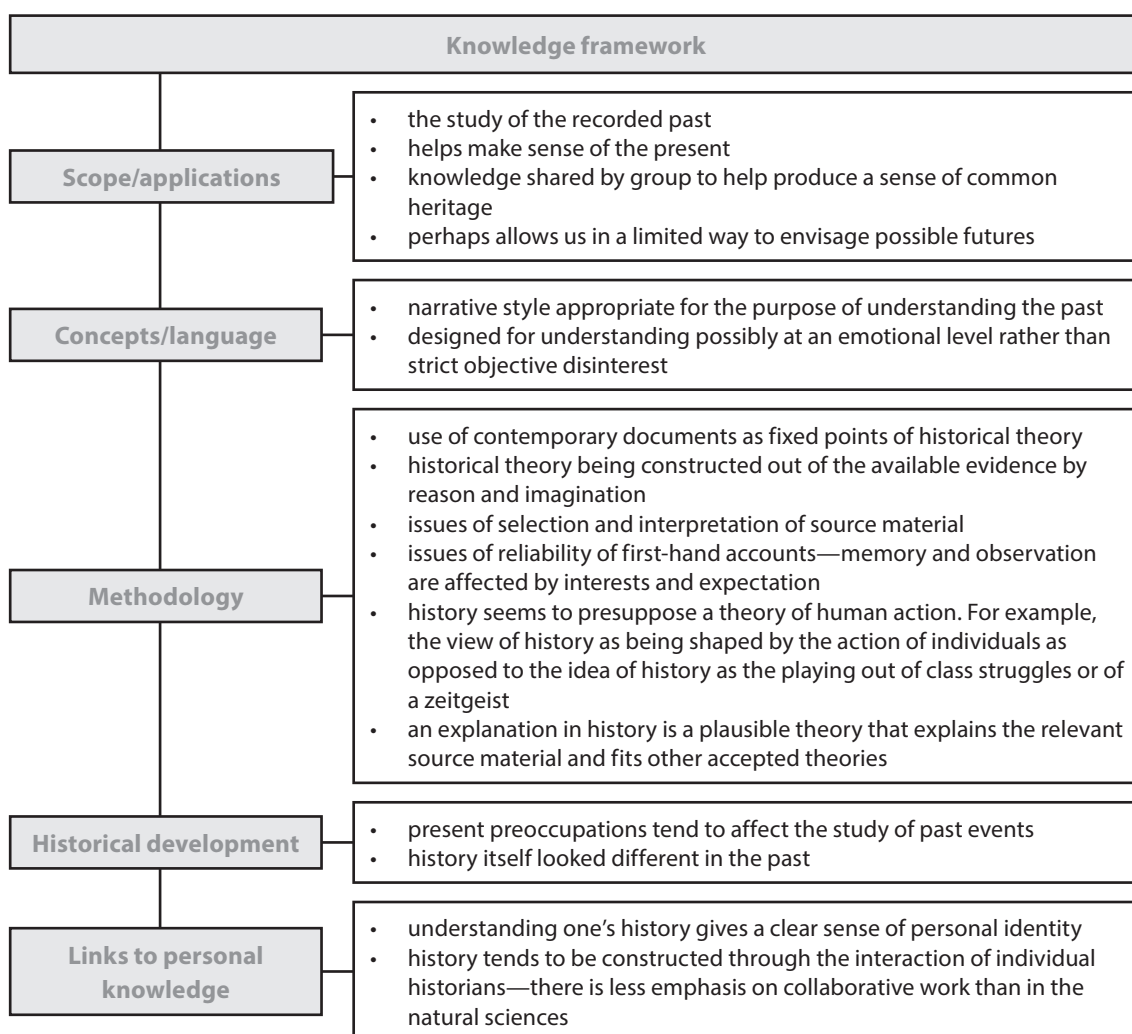 Knowledge framework
Scope/applications
• the study of the recorded past
• helps make sense of the present
• knowledge shared by group to help produce a sense of common
heritage
• perhaps allows us in a limited way to envisage possible futures
Concepts/language
• narrative style appropriate for the purpose of understanding the past
• designed for understanding possibly at an emotional level rather than
strict objective disinterest
Methodology
• use of contemporary documents as fixed points of historical theory
• historical theory being constructed out of the available evidence by
reason and imagination
• issues of selection and interpretation of source material
• issues of reliability of first-hand accounts—memory and observation
are affected by interests and expectation
• history seems to presuppose a theory of human action. For example,
the view of history as being shaped by the action of individuals as
opposed to the idea of history as the playing out of class struggles or of
a zeitgeist
• an explanation in history is a plausible theory that explains the relevant
source material and fits other accepted theories
Historical development
• present preoccupations tend to affect the study of past events
• history itself looked different in the past
Links to personal
knowledge
• understanding one’s history gives a clear sense of personal identity
• history tends to be constructed through the interaction of individual
historians—there is less emphasis on collaborative work than in the
natural sciences